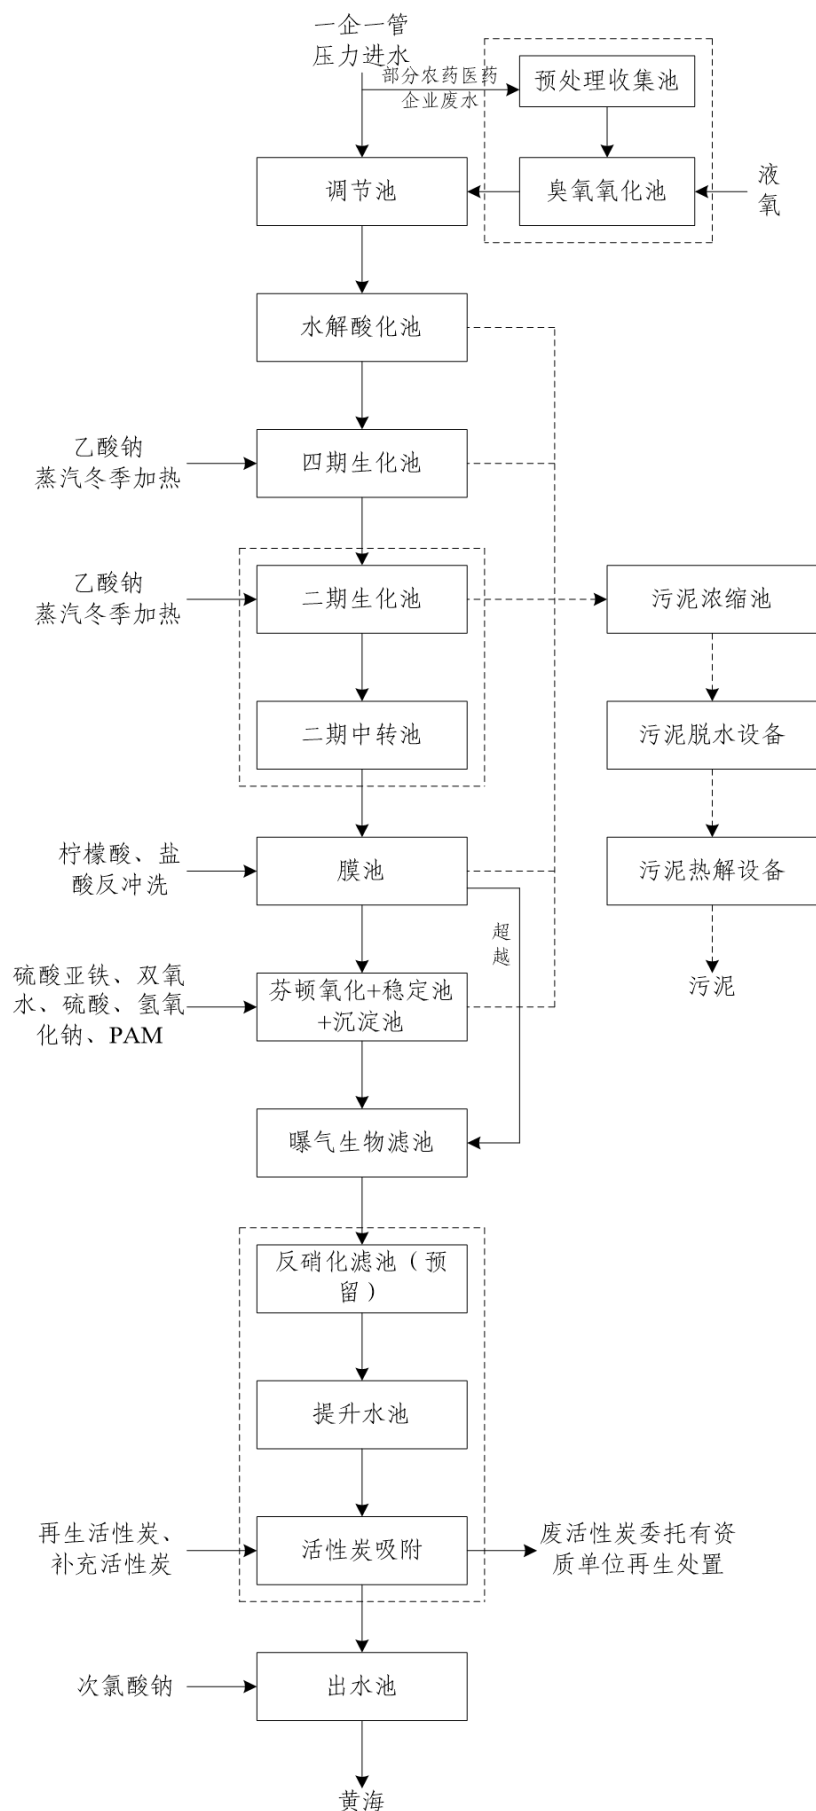 一企一管
压力进水
部分农药医药
企业废水
预处理收集池
调节池
臭氧氧化池
液
氧
水解酸化池
乙酸钠
蒸汽冬季加热
四期生化池
乙酸钠
蒸汽冬季加热
二期生化池
污泥浓缩池
二期中转池
污泥脱水设备
柠檬酸、盐
酸反冲洗
膜池
污泥热解设备
超
越
硫酸亚铁、双氧
水、硫酸、氢氧
化钠、PAM
芬顿氧化+稳定池
+沉淀池
污泥
曝气生物滤池
反硝化滤池（预
留）
提升水池
再生活性炭、
补充活性炭
活性炭吸附
废活性炭委托有资
质单位再生处置
次氯酸钠
出水池
黄海